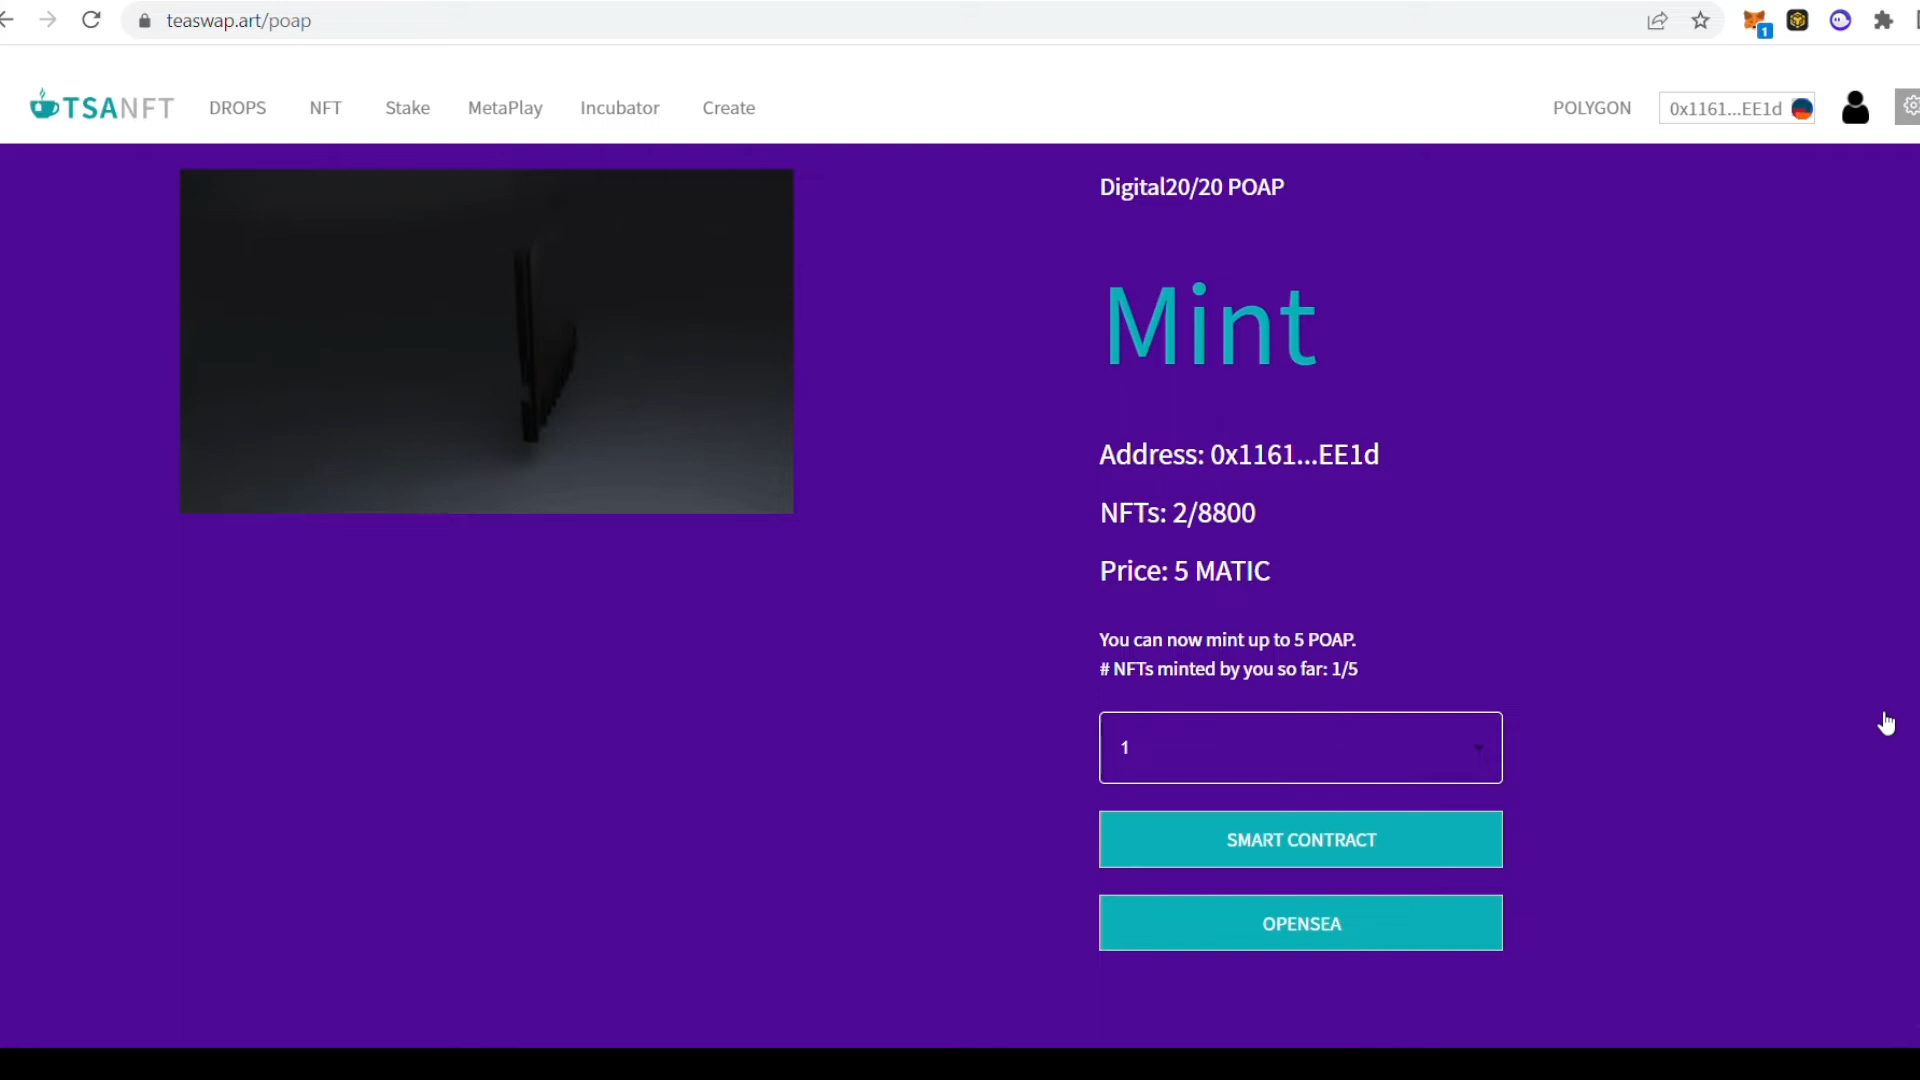 teaswap.art/poap
1
TSANFT
DROPS
NFT
Stake
MetaPlay
Incubator
Create
POLYGON
0x1161...EE1d
Digital20/20 POAP
Mint
Address: 0x1161...EE1d
NFTs: 2/8800
Price: 5 MATIC
You can now mint up to 5 POAP.
# NFTs minted by you so far: 1/5
1
SMART CONTRACT
OPENSEA